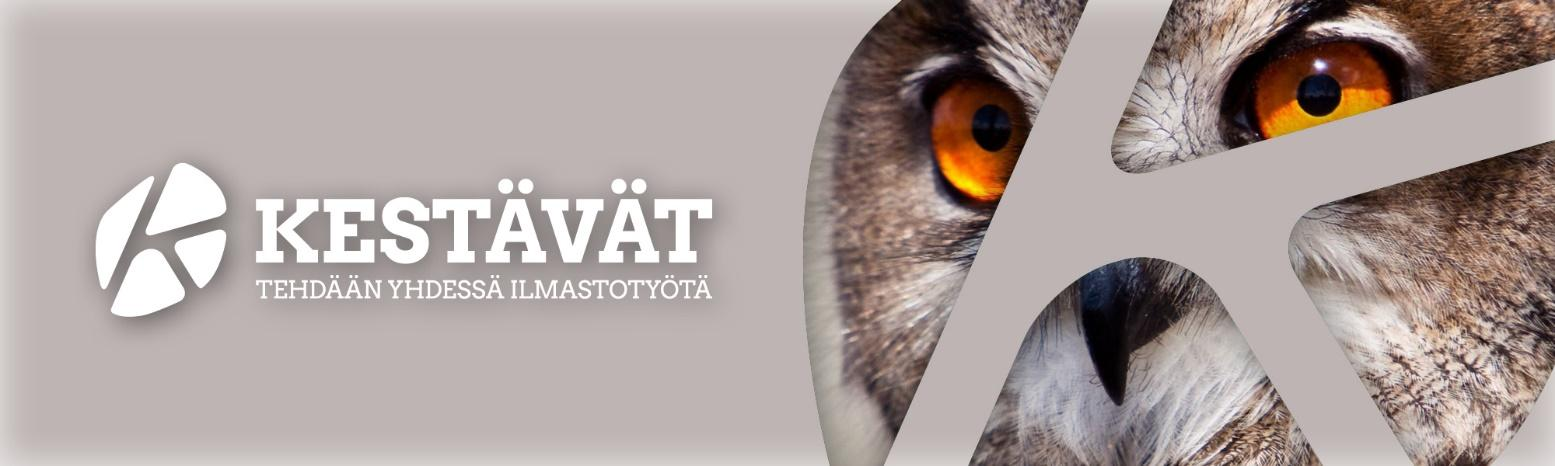 KESTÄVÄT
TEHDÄÄN YHDESSÄ ILMASTOTYÖTÄ